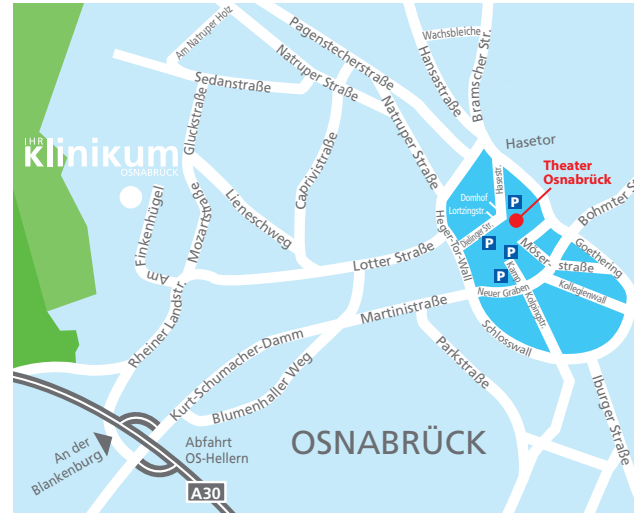 Am Natruper Holz
Pagenstecherstraße
Wachsbleiche
Hansastraße
Bramscher Str.
Sedanstraße
Natruper Straße
Natruper Straße
Gluckstraße
IHR
Klinikum
OSNABRÜCK
Caprivistraße
Hasetor
Hasestr.
Theater
Osnabrück
Domhof
Lortzingstr.
P
Bohmter Str.
Lieneschweg
Mozartstraße
Am Finkenhügel
Heger-Tor-Wall
Dielinger Str.
P
P
Möser-
straße
Goethering
Lotter Straße
P
Kamp
Kollegienwall
Neuer Graben
Kolpingstr.
Rheiner Landstr.
Martinistraße
Schlosswall
Kurt-Schumacher-Damm
Parkstraße
Blumenhaller Weg
Iburger Straße
An der
Blankenburg
Abfahrt
OS-Hellern
OSNABRÜCK
A30